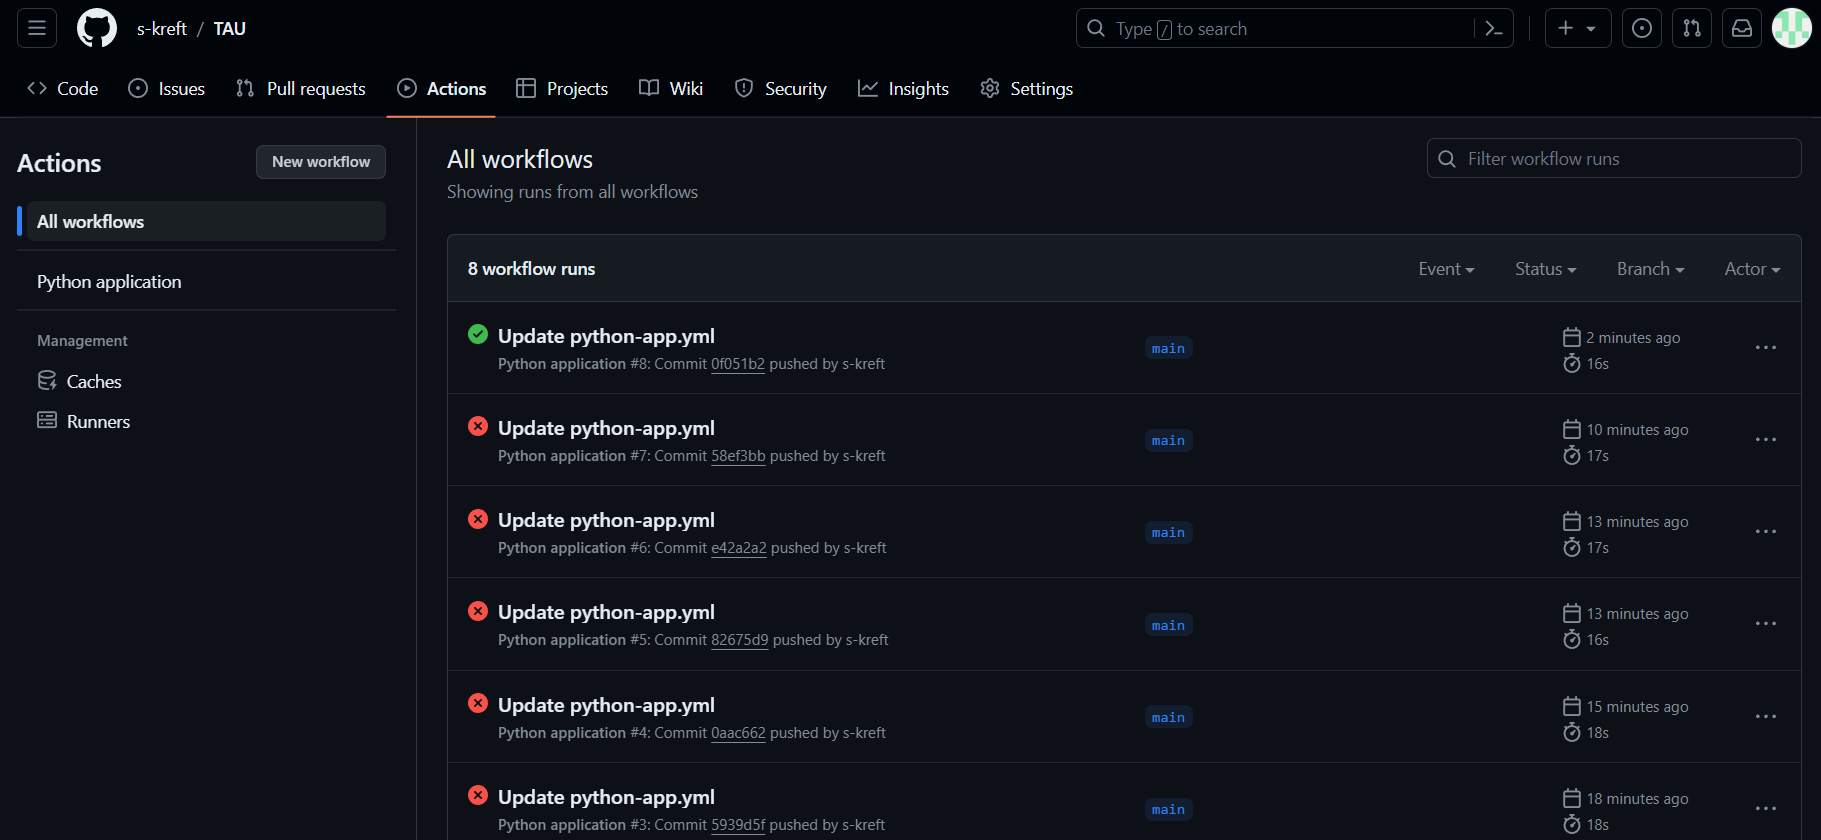 s-kreft / TAU
Type / to search
Code
Issues
Pull requests
Actions
Projects
Wiki
Security
Insights
Settings
Actions
New workflow
All workflows
Python application
Management
Caches
Runners
All workflows
Showing runs from all workflows
Filter workflow runs
8 workflow runs
Event
Status
Branch
Actor
Update python-app.yml
Python application #8: Commit 0f051b2 pushed by s-kreft
main
2 minutes ago
16s
Update python-app.yml
Python application #7: Commit 58ef3bb pushed by s-kreft
main
10 minutes ago
17s
Update python-app.yml
Python application #6: Commit e42a2a2 pushed by s-kreft
main
13 minutes ago
17s
Update python-app.yml
Python application #5: Commit 82675d9 pushed by s-kreft
main
13 minutes ago
16s
Update python-app.yml
Python application #4: Commit 0aac662 pushed by s-kreft
main
15 minutes ago
18s
Update python-app.yml
Python application #3: Commit 5939d5f pushed by s-kreft
main
18 minutes ago
18s